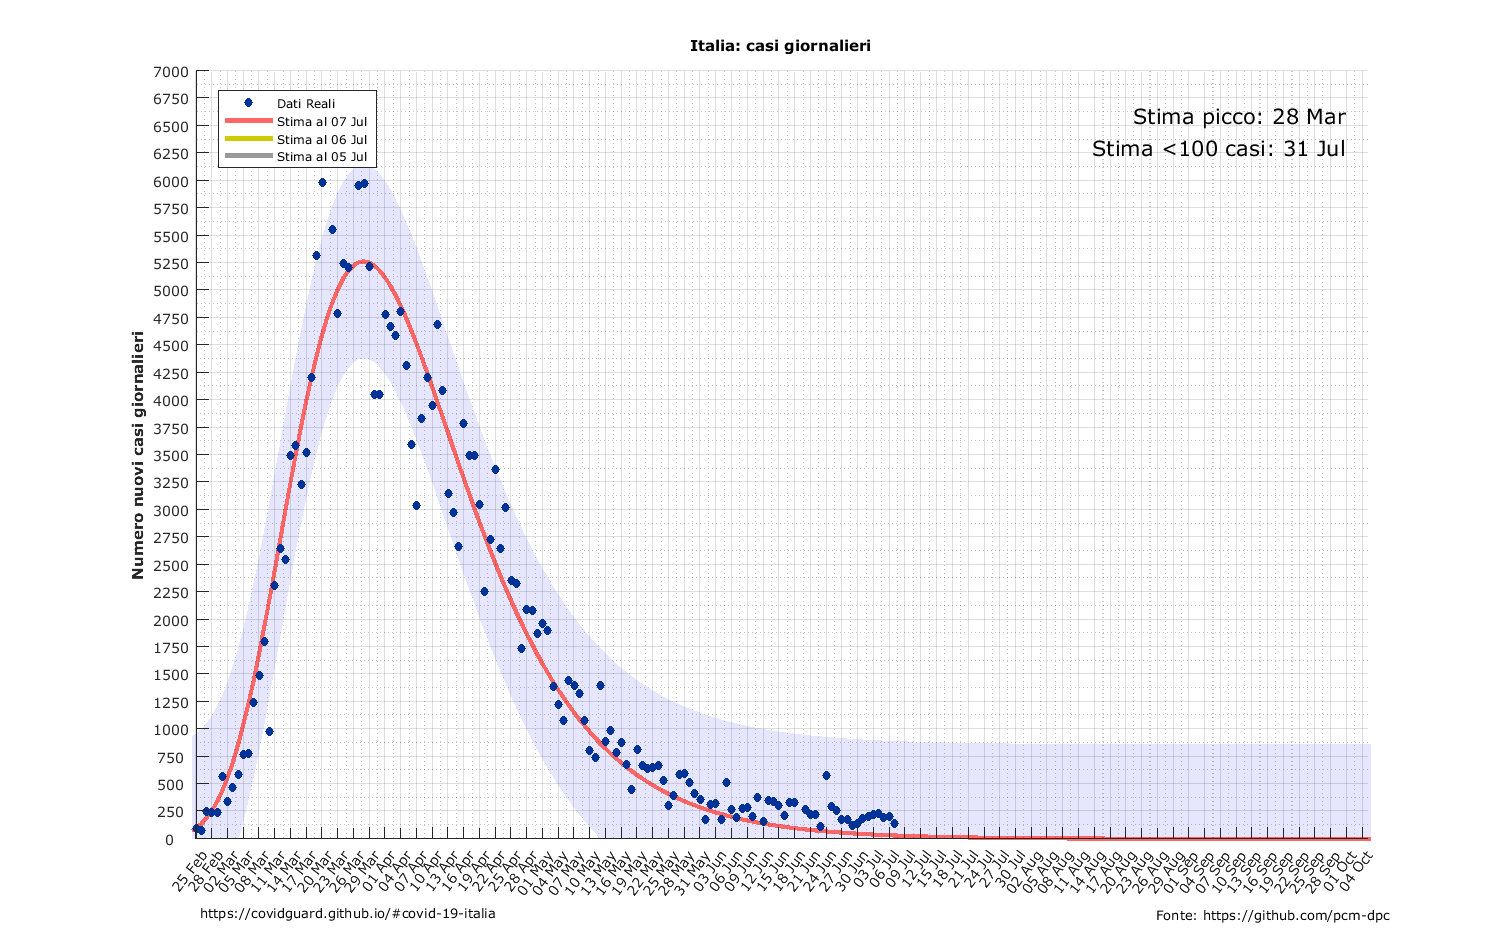 Italia: casi giornalieri
7000
6750
6500
6250
6000
5750
5500
5250
5000
4750
4500
4250
4000
3750
3500
3250
3000
2750
2500
2250
2000
1750
1500
1250
1000
750
500
250
0
Numero nuovi casi giornalieri
Dati Reali
Stima al 07 Jul
Stima al 06 Jul
Stima al 05 Jul
Stima picco: 28 Mar
Stima <100 casi: 31 Jul
25 Feb
28 Feb
02 Mar
05 Mar
08 Mar
11 Mar
14 Mar
17 Mar
20 Mar
23 Mar
26 Mar
29 Mar
01 Apr
04 Apr
07 Apr
10 Apr
13 Apr
16 Apr
19 Apr
22 Apr
25 Apr
28 Apr
01 May
04 May
07 May
10 May
13 May
16 May
19 May
22 May
25 May
28 May
31 May
03 Jun
06 Jun
09 Jun
12 Jun
15 Jun
18 Jun
21 Jun
24 Jun
27 Jun
30 Jun
03 Jul
06 Jul
09 Jul
12 Jul
15 Jul
18 Jul
21 Jul
24 Jul
27 Jul
30 Jul
02 Aug
05 Aug
08 Aug
11 Aug
14 Aug
17 Aug
20 Aug
23 Aug
26 Aug
29 Aug
01 Sep
04 Sep
07 Sep
10 Sep
13 Sep
16 Sep
19 Sep
22 Sep
25 Sep
28 Sep
01 Oct
04 Oct
https://covidguard.github.io/#covid-19-italia
Fonte: https://github.com/pcm-dpc